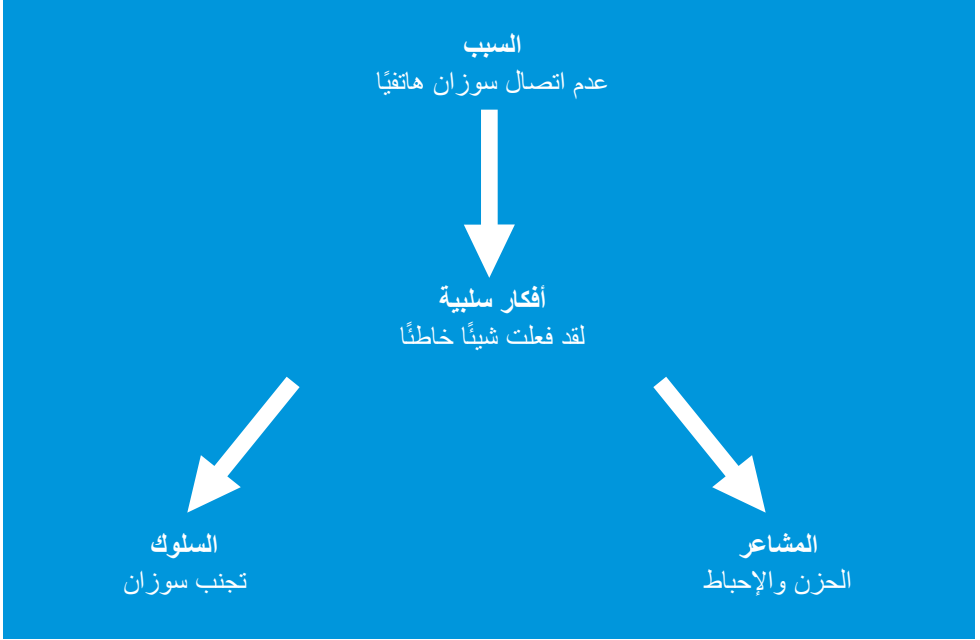 السبب
عدم اتصال سوزان هاتفيًا
أفكار سلبية
لقد فعلت شيئًا خاطئًا
المشاعر
الحزن والإحباط
السلوك
تجنب سوزان